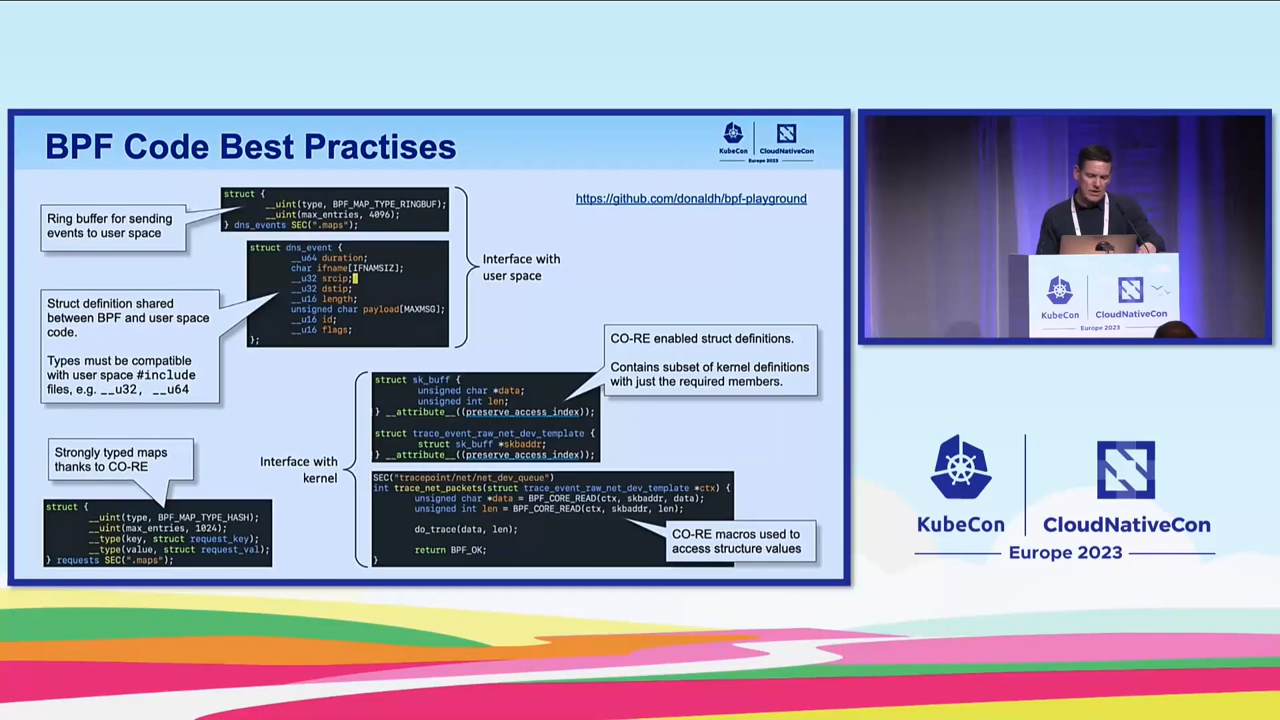 BPF Code Best Practises
KubeCon
CloudNativeCon
Europe 2023
https://github.com/donaldh/bpf-playground
Ring buffer for sending
events to user space
struct {
__uint(type, BPF_MAP_TYPE_RINGBUF);
__uint(max_entries, 4096);
} dns_events SEC(".maps");
Struct definition shared
between BPF and user space
code.
Types must be compatible
with user space #include
files, e.g. __u32, __u64
struct dns_event {
__u64 duration;
char ifname[IFNAMSIZ];
__u32 srcip;
__u32 dstip;
__u16 length;
unsigned char payload[MAXMSG];
__u16 id;
__u16 flags;
};
Interface with
user space
CO-RE enabled struct definitions.
Contains subset of kernel definitions
with just the required members.
struct sk_buff {
unsigned char *data;
unsigned int len;
} __attribute__((preserve_access_index));
struct trace_event_raw_net_dev_template {
struct sk_buff *skbaddr;
} __attribute__((preserve_access_index));
Interface with
kernel
SEC("tracepoint/net/net_dev_queue")
int trace_net_packets(struct trace_event_raw_net_dev_template *ctx) {
unsigned char *data = BPF_CORE_READ(ctx, skbaddr, data);
unsigned int len = BPF_CORE_READ(ctx, skbaddr, len);
do_trace(data, len);
return BPF_OK;
}
CO-RE macros used to
access structure values
Strongly typed maps
thanks to CO-RE
struct {
__uint(type, BPF_MAP_TYPE_HASH);
__uint(max_entries, 1024);
__type(key, struct request_key);
__type(value, struct request_val);
} requests SEC(".maps");
KubeCon
CloudNativeCon
Europe 2023
KubeCon
CloudNativeCon
Europe 2023